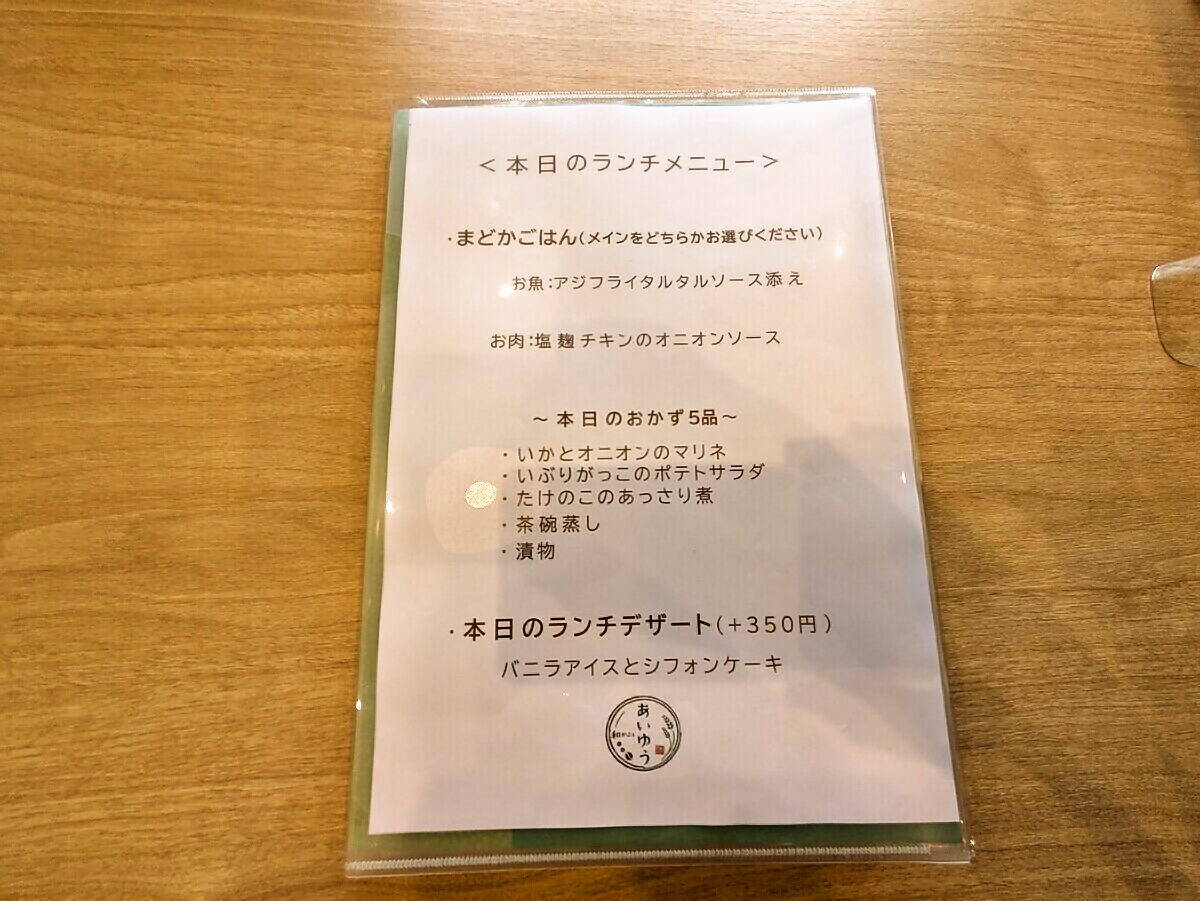 ＜本日のランチメニュー＞
・まどかごはん(メインをどちらかお選びください)
お魚:アジフライタルタルソース添え
お肉:塩麹チキンのオニオンソース
～本日のおかず5品～
・いかとオニオンのマリネ
・いぶりがっこのポテトサラダ
・たけのこのあっさり煮
・茶碗蒸し
・漬物
・本日のランチデザート(+350円)
バニラアイスとシフォンケーキ
あいゆう